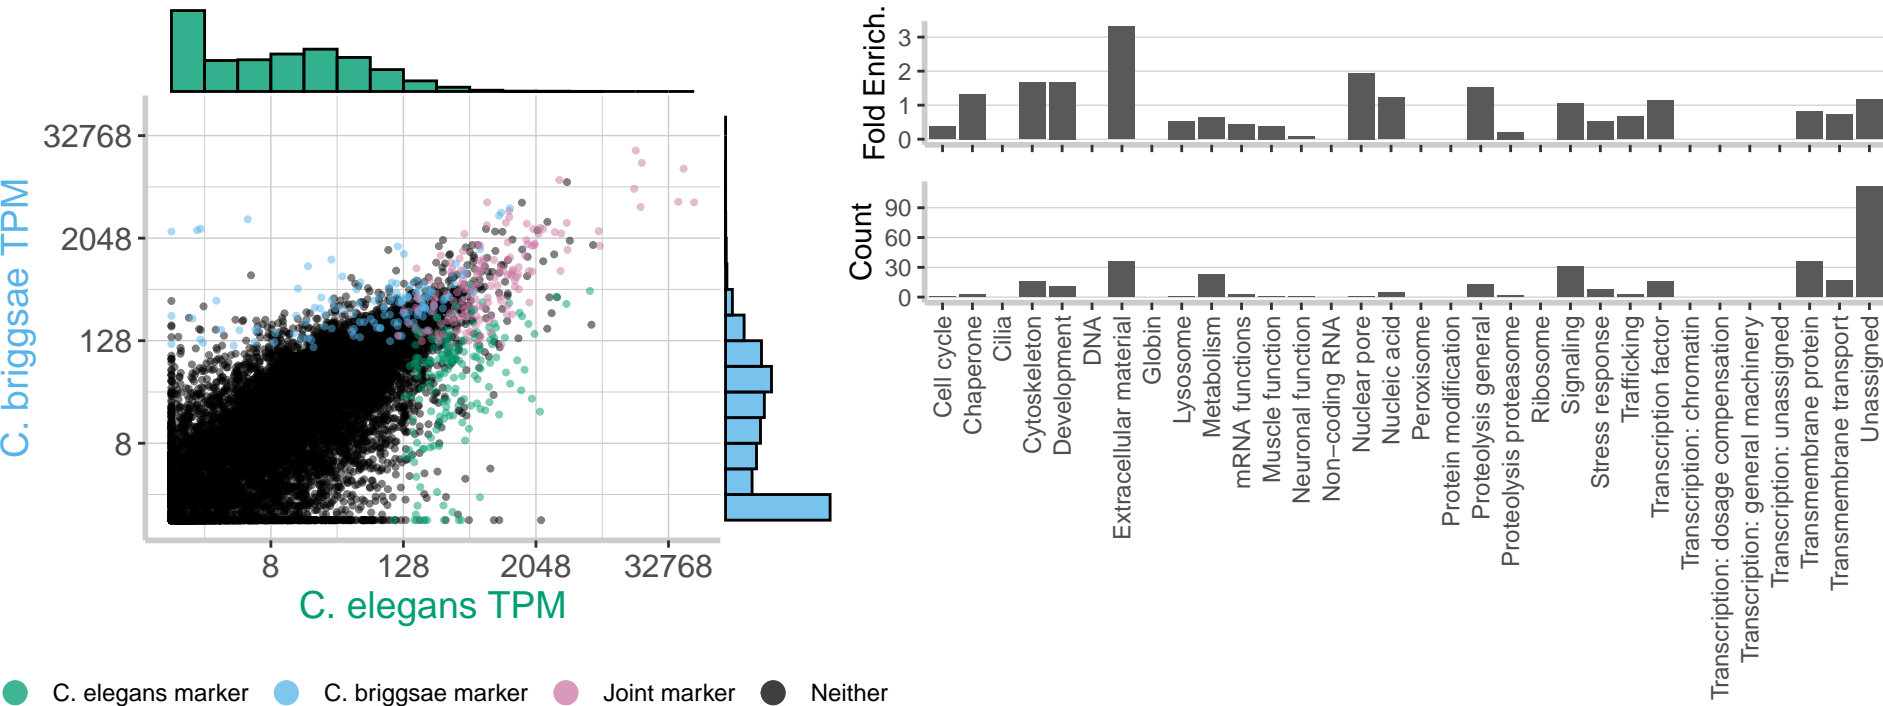 32768
2048
128
8
C. briggsae TPM
8
128
2048
32768
C. elegans TPM
C. elegans marker
C. briggsae marker
Joint marker
Neither
Fold Enrich.
3
2
1
0
Count
90
60
30
0
Cell cycle
Chaperone
Cilia
Cytoskeleton
Development
DNA
Extracellular material
Globin
Lysosome
Metabolism
mRNA functions
Muscle function
Neuronal function
Non−coding RNA
Nuclear pore
Nucleic acid
Peroxisome
Protein modification
Proteolysis general
Proteolysis proteasome
Ribosome
Signaling
Stress response
Trafficking
Transcription factor
Transcription: chromatin
Transcription: dosage compensation
Transcription: general machinery
Transcription: unassigned
Transmembrane protein
Transmembrane transport
Unassigned